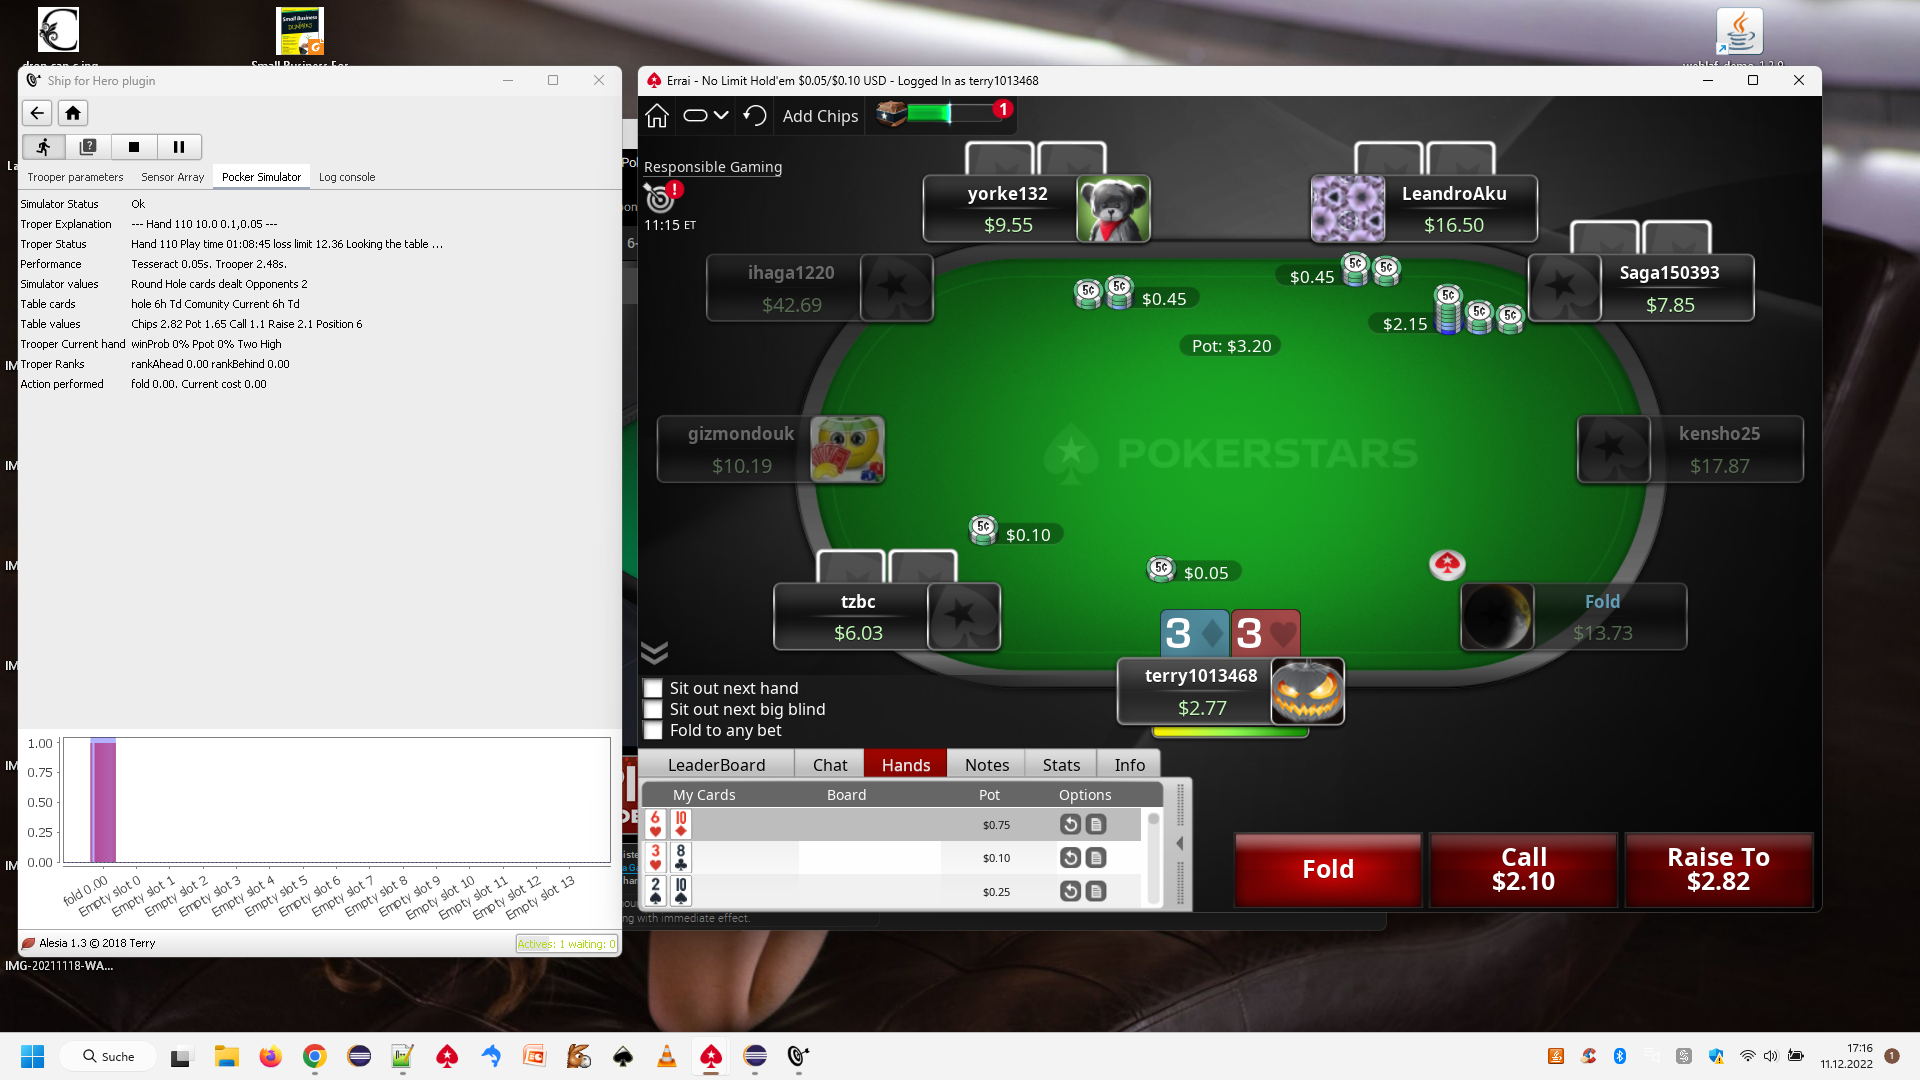 Ship for Hero plugin
Trooper parameters
Sensor Array
Pocker Simulator
Log console
Simulator Status Ok
Troper Explanation --- Hand 110 10.0 0.1,0.05 ---
Troper Status Hand 110 Play time 01:08:45 loss limit 12.36 Looking the table ...
Performance Tesseract 0.05s. Trooper 2.48s.
Simulator values Round Hole cards dealt Opponents 2
Table cards hole 6h Td Comunity Current 6h Td
Table values Chips 2.82 Pot 1.65 Call 1.1 Raise 2.1 Position 6
Trooper Current hand winProb 0% Ppot 0% Two High
Troper Ranks rankAhead 0.00 rankBehind 0.00
Action performed fold 0.00. Current cost 0.00
1.00
0.75
0.50
0.25
0.00
fold 0.00
Empty slot 0
Empty slot 1
Empty slot 2
Empty slot 3
Empty slot 4
Empty slot 5
Empty slot 6
Empty slot 7
Empty slot 8
Empty slot 9
Empty slot 10
Empty slot 11
Empty slot 12
Empty slot 13
Alesia 1.3 © 2018 Terry
Actives: 1 waiting: 0
IMG-20211118-WA...
Errai - No Limit Hold'em $0.05/$0.10 USD - Logged In as terry1013468
Add Chips
1
Responsible Gaming
11:15 ET
yorke132
$9.55
LeandroAku
$16.50
ihaga1220
$42.69
Saga150393
$7.85
$0.45
$0.45
$2.15
Pot: $3.20
gizmondouk
$10.19
POKERSTARS
kensho25
$17.87
$0.10
$0.05
tzbc
$6.03
3 3
Fold
$13.73
terry1013468
$2.77
Sit out next hand
Sit out next big blind
Fold to any bet
LeaderBoard
Chat
Hands
Notes
Stats
Info
My Cards Board Pot Options
6 10 $0.75
3 8 $0.10
2 10 $0.25
ng with immediate effect.
Fold
Call
$2.10
Raise To
$2.82
Suche
17:16
11.12.2022
1